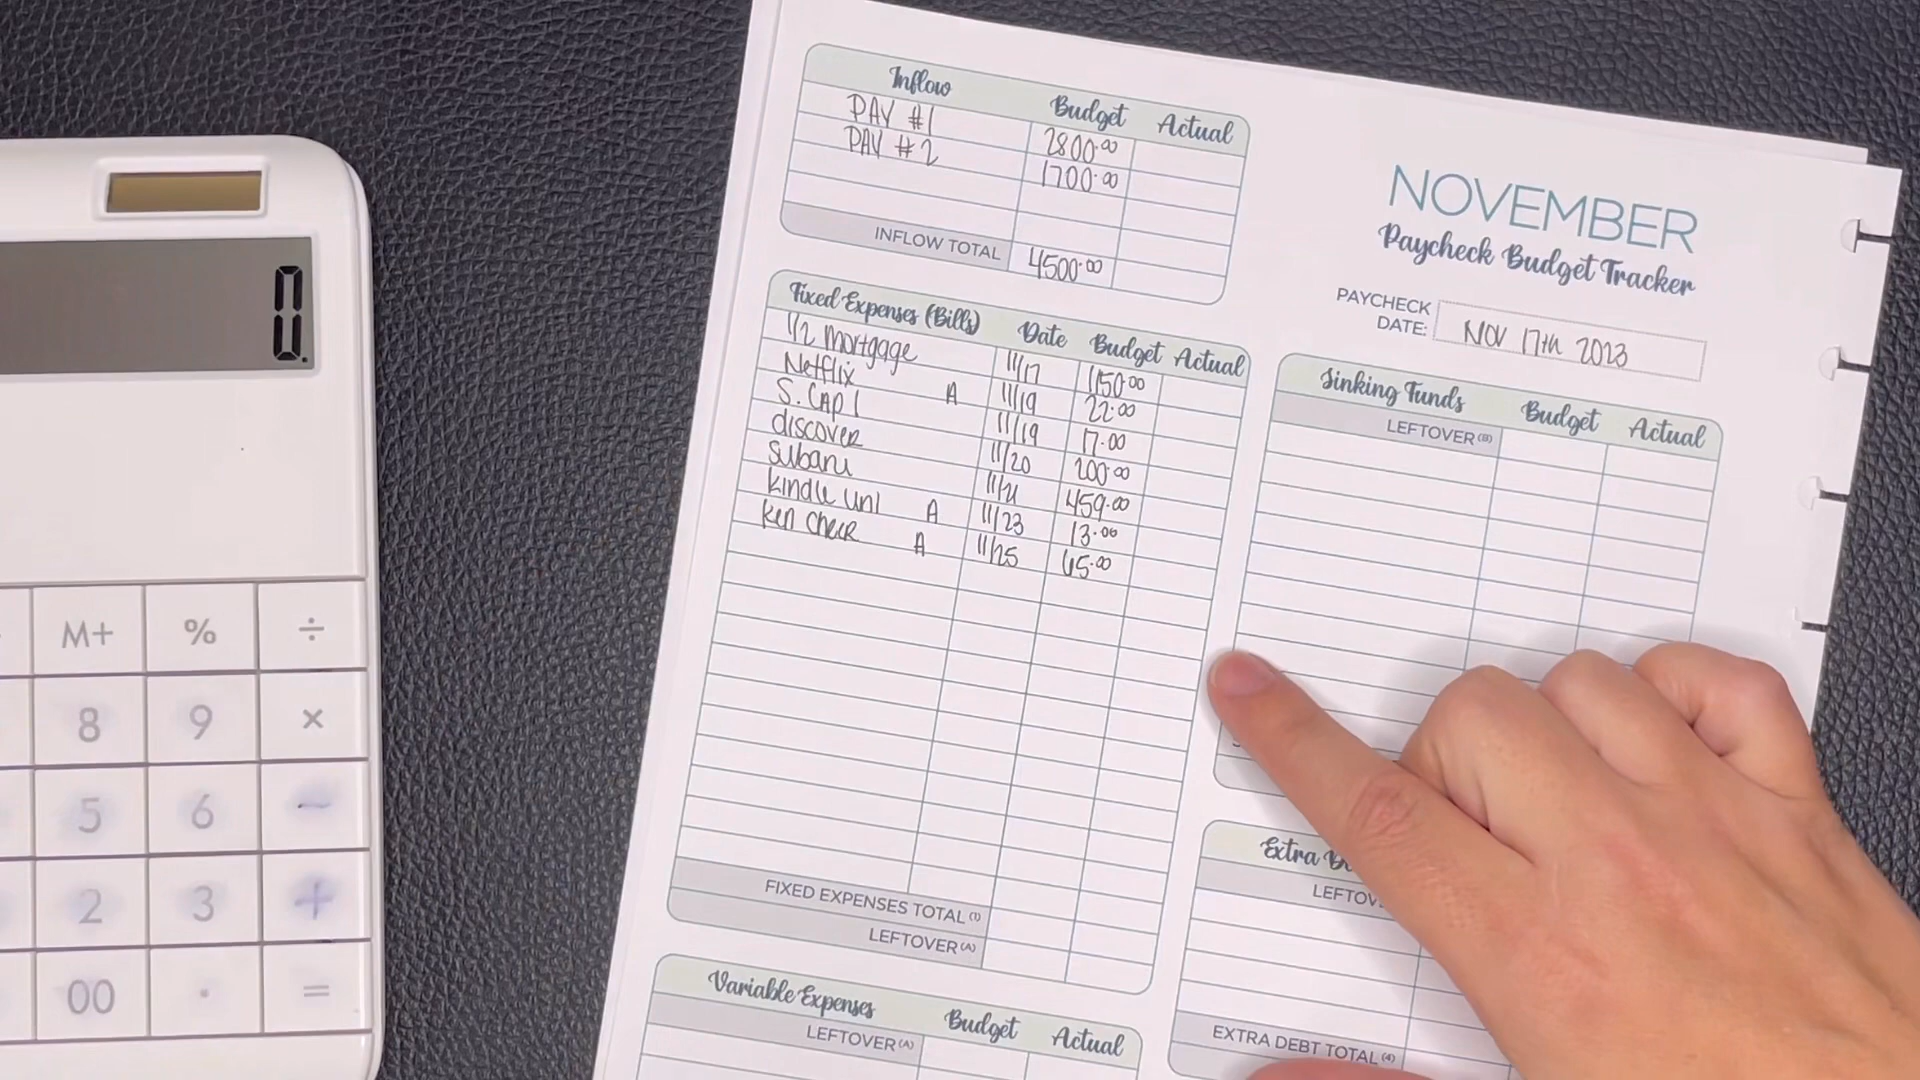 Inflow Budget Actual
PAY #1 2800.00
PAY #2 1700.00
INFLOW TOTAL 4500.00
Fixed Expenses (Bills) Date Budget Actual
1/2 mortgage 11/17 1150.00
Netflix A 11/19 22.00
S. CAP 1 11/19 17.00
discover 11/20 200.00
Subaru 11/21 459.00
kindle unl A 11/23 13.00
Ken check A 11/25 65.00
FIXED EXPENSES TOTAL (1)
LEFTOVER (A)
Variable Expenses Budget Actual
LEFTOVER (A)
NOVEMBER
Paycheck Budget Tracker
PAYCHECK
DATE: NOV 17th 2023
Sinking Funds Budget Actual
LEFTOVER (B)
Extra
EXTRA DEBT TOTAL (4)
0.
M+ % ÷
8 9 ×
5 6 −
2 3 +
00 . =